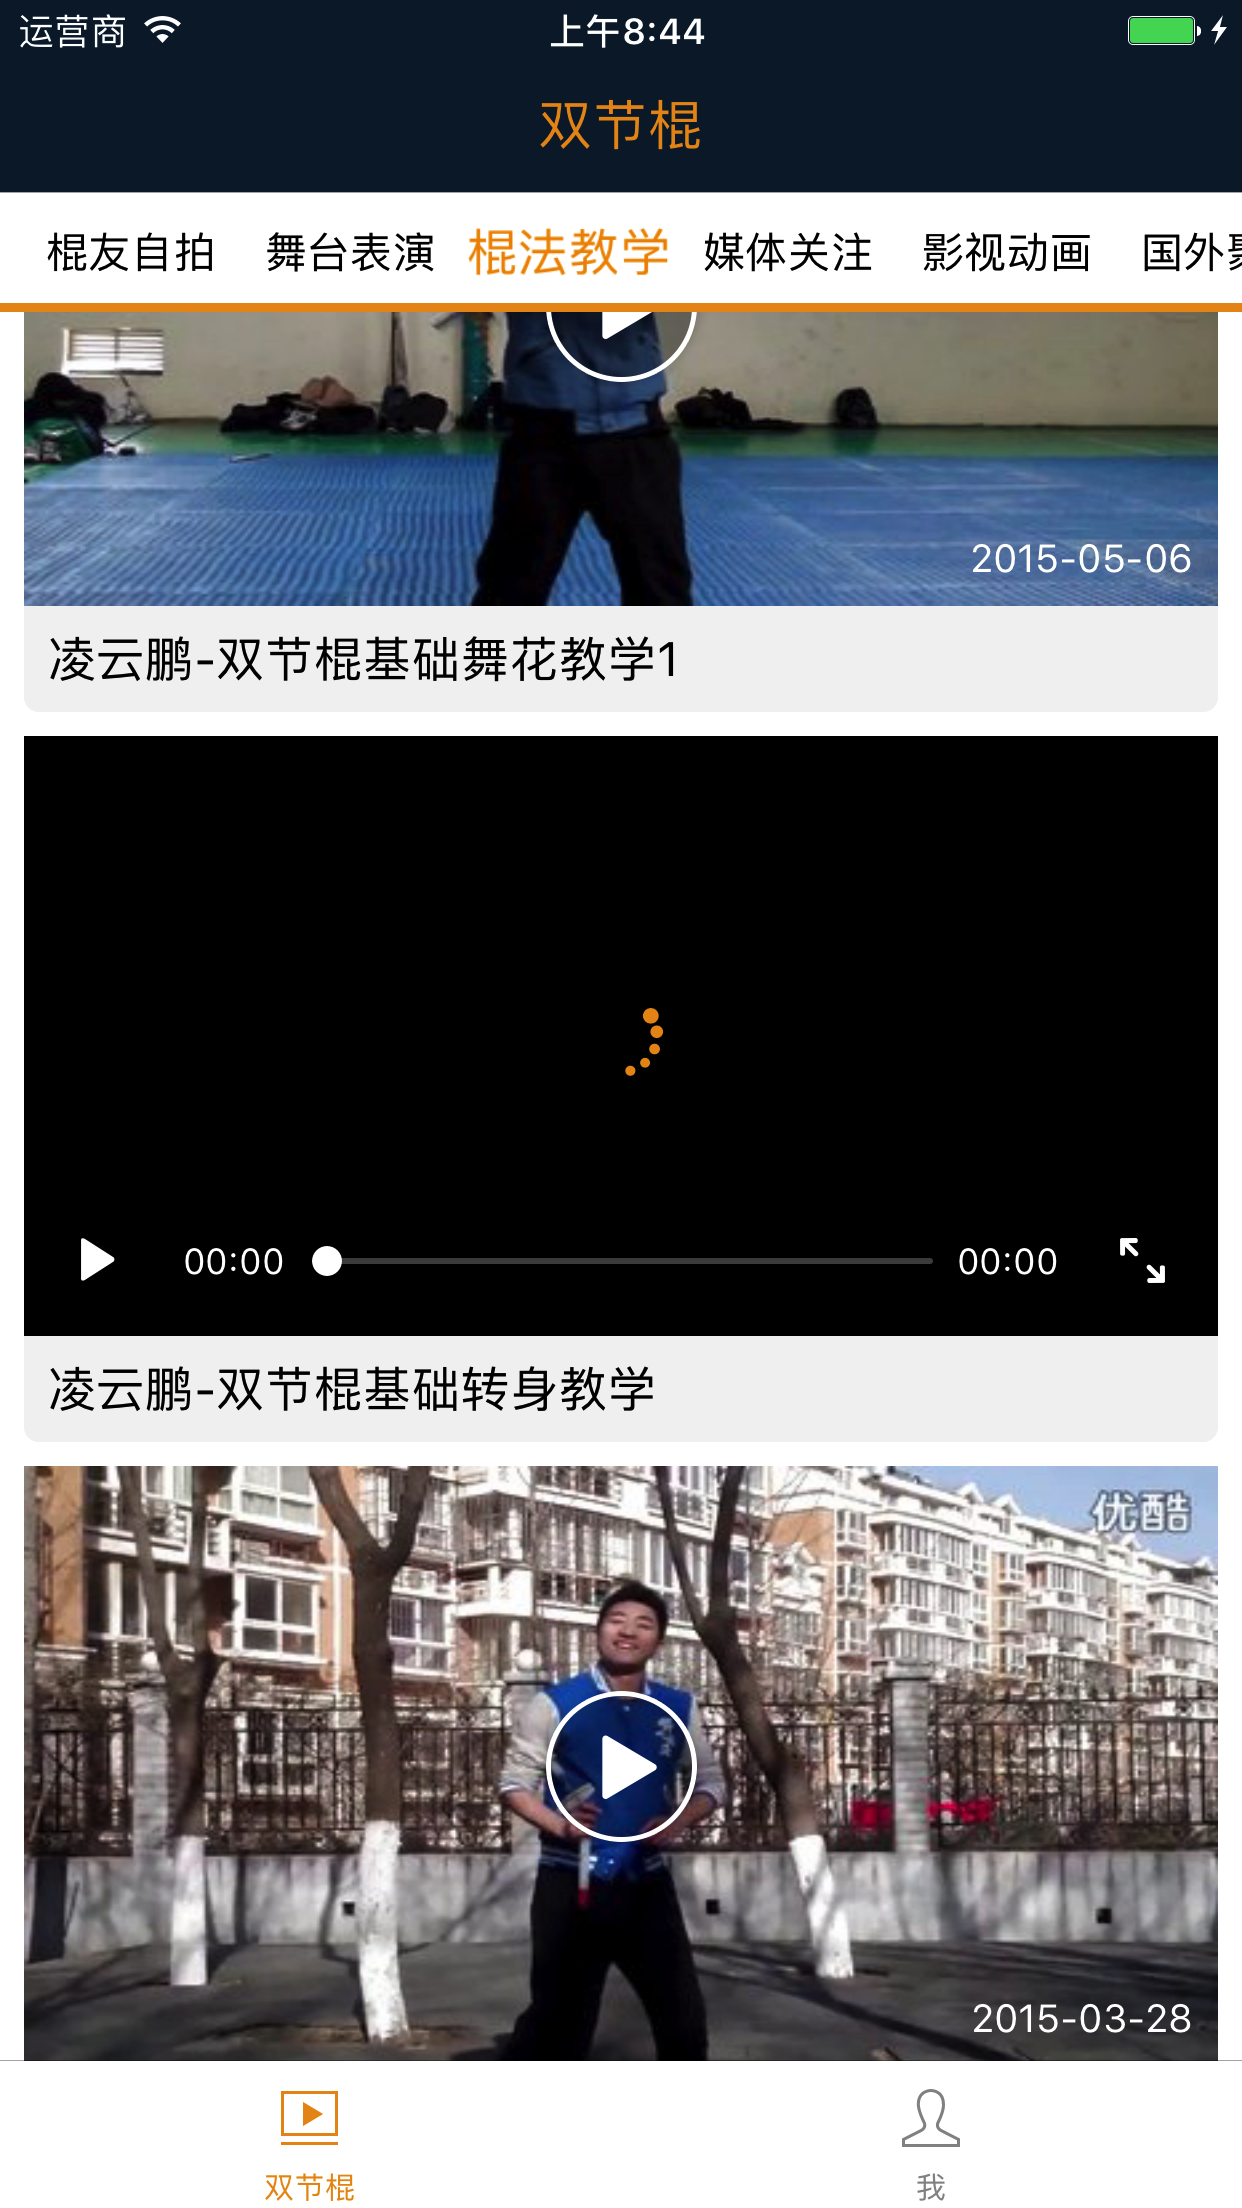 运营商 上午8:44
双节棍
棍友自拍 舞台表演 棍法教学 媒体关注 影视动画 国外
2015-05-06
凌云鹏-双节棍基础舞花教学1
00:00 00:00
凌云鹏-双节棍基础转身教学
优酷
2015-03-28
双节棍 我